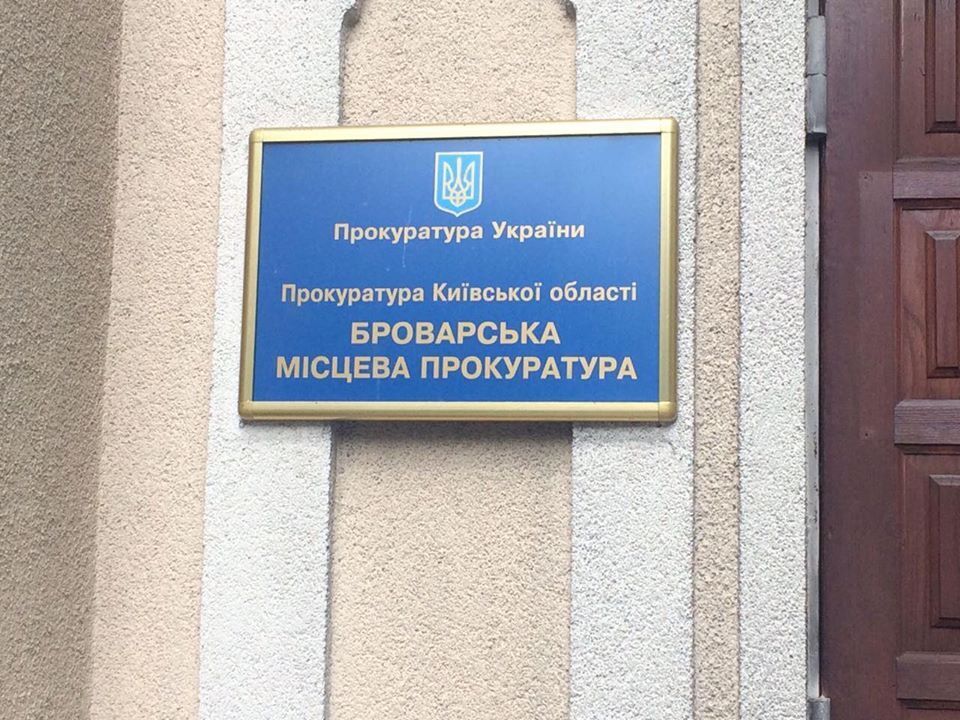 Прокуратура України
Прокуратура Київської області
БРОВАРСЬКА
МІСЦЕВА ПРОКУРАТУРА